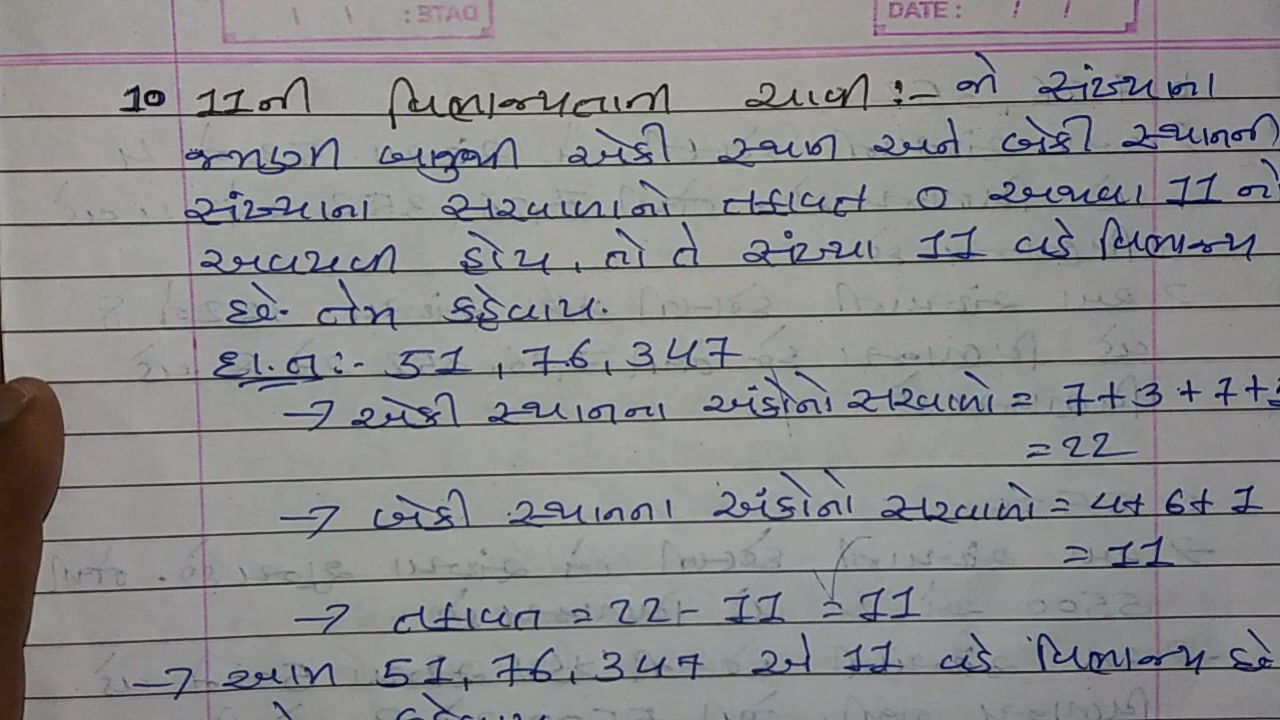 DATE :
DATE : / /
10 11ની વિભાજ્યતાની ચાવી :- જો સંખ્યાના
જમણી બાજુથી એકી સ્થાન અને બેકી સ્થાનની
સંખ્યાના સરવાળાનો તફાવત 0 અથવા 11 નો
અવયવી હોય, તો તે સંખ્યા 11 વડે વિભાજ્ય
છે. તેમ કહેવાય.
દા.ત :- 51, 76, 347
→ એકી સ્થાનના અંકોનો સરવાળો = 7+3+7+
= 22
→ બેકી સ્થાનના અંકોનો સરવાળો = 4+6+1
= 11
→ તફાવત = 22 - 11 = 11
→ આમ 51, 76, 347 એ 11 વડે વિભાજ્ય છે